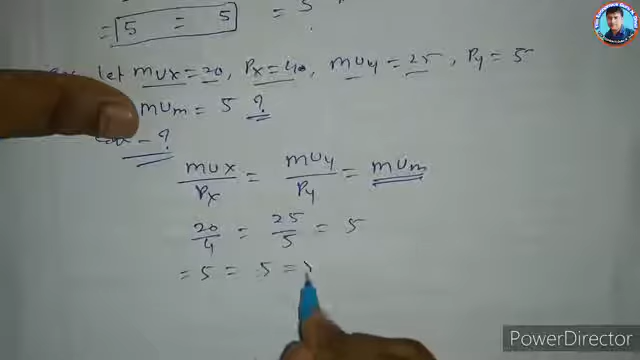 = 5 = 5 = 5
let MUx = 20, Px = 40, MUy = 25, Py = 5
MUm = 5 ?
= ?
MUx/Px = MUy/Py = MUm
20/4 = 25/5 = 5
= 5 = 5 =
PowerDirector